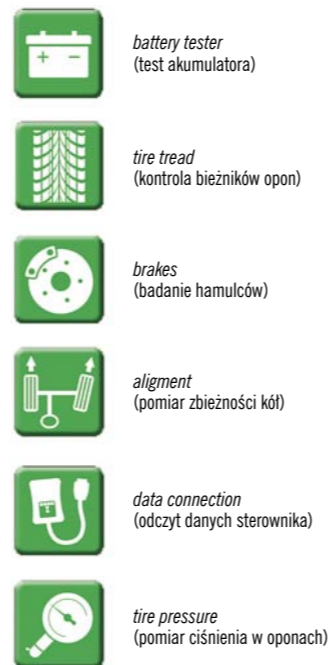 battery tester
(test akumulatora)
tire tread
(kontrola bieżników opon)
brakes
(badanie hamulców)
aligment
(pomiar zbieżności kół)
data connection
(odczyt danych sterownika)
tire pressure
(pomiar ciśnienia w oponach)